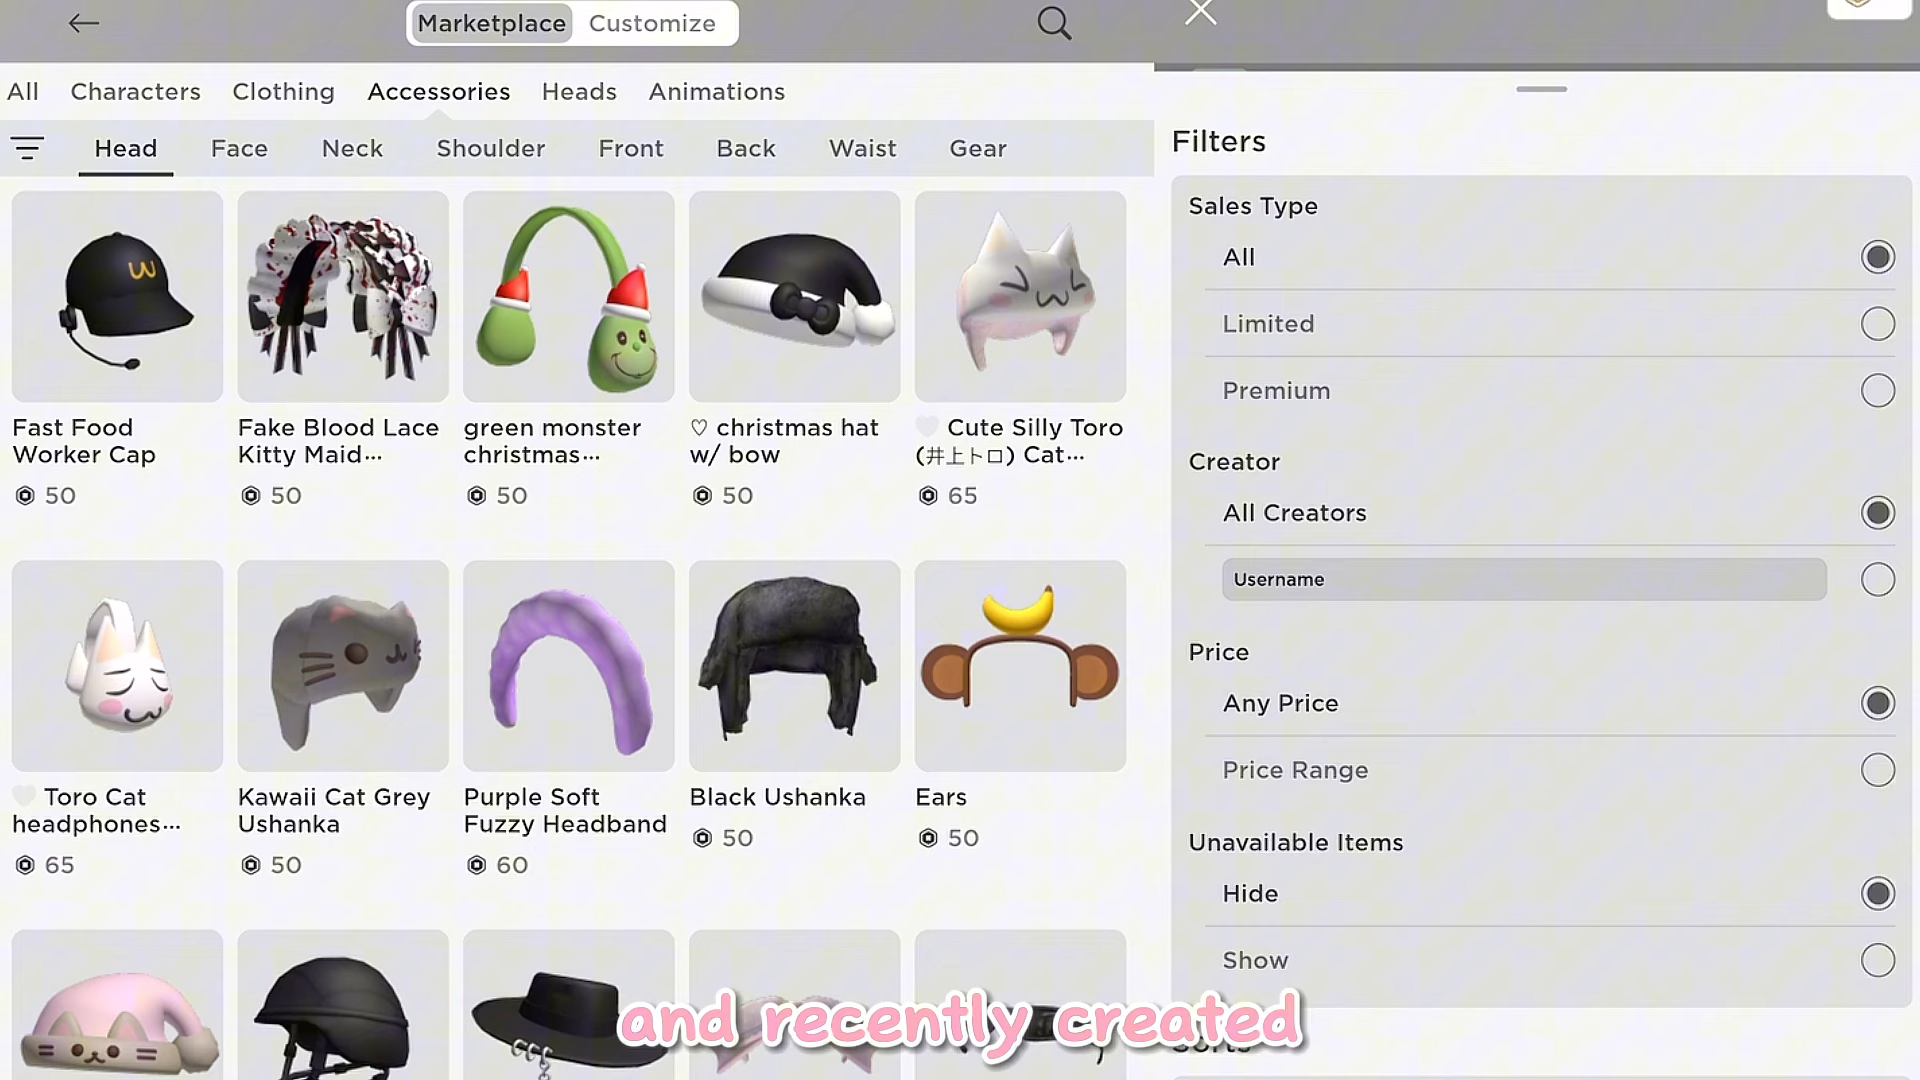 Marketplace Customize
All Characters Clothing Accessories Heads Animations
Head Face Neck Shoulder Front Back Waist Gear
Fast Food
Worker Cap
50
Fake Blood Lace
Kitty Maid...
50
green monster
christmas...
50
♡ christmas hat
w/ bow
50
🤍 Cute Silly Toro
(井上トロ) Cat...
65
🤍 Toro Cat
headphones...
65
Kawaii Cat Grey
Ushanka
50
Purple Soft
Fuzzy Headband
60
Black Ushanka
50
Ears
50
Filters
Sales Type
All
Limited
Premium
Creator
All Creators
Username
Price
Any Price
Price Range
Unavailable Items
Hide
Show
Sorts
and recently created